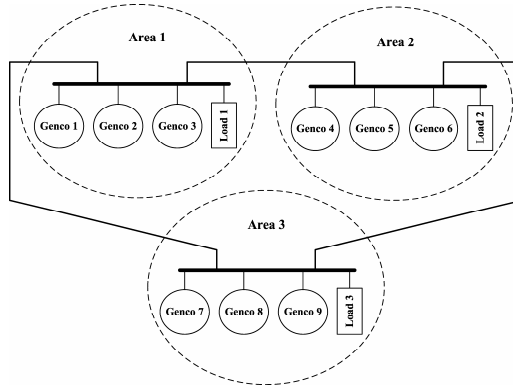 Area 1
Area 2
Genco 1
Genco 2
Genco 3
Load 1
Genco 4
Genco 5
Genco 6
Load 2
Area 3
Genco 7
Genco 8
Genco 9
Load 3